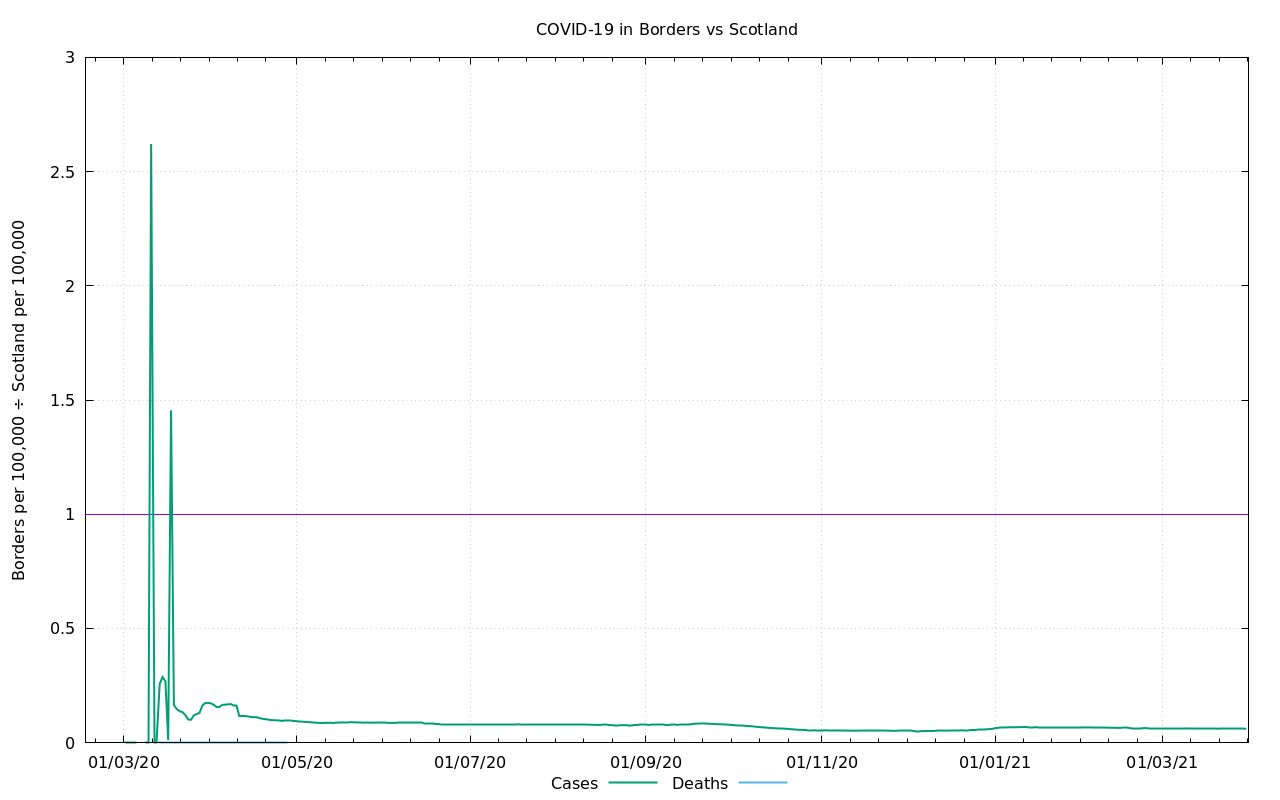 COVID-19 in Borders vs Scotland
Borders per 100,000 ÷ Scotland per 100,000
3
2.5
2
1.5
1
0.5
0
01/03/20 01/05/20 01/07/20 01/09/20 01/11/20 01/01/21 01/03/21
Cases Deaths